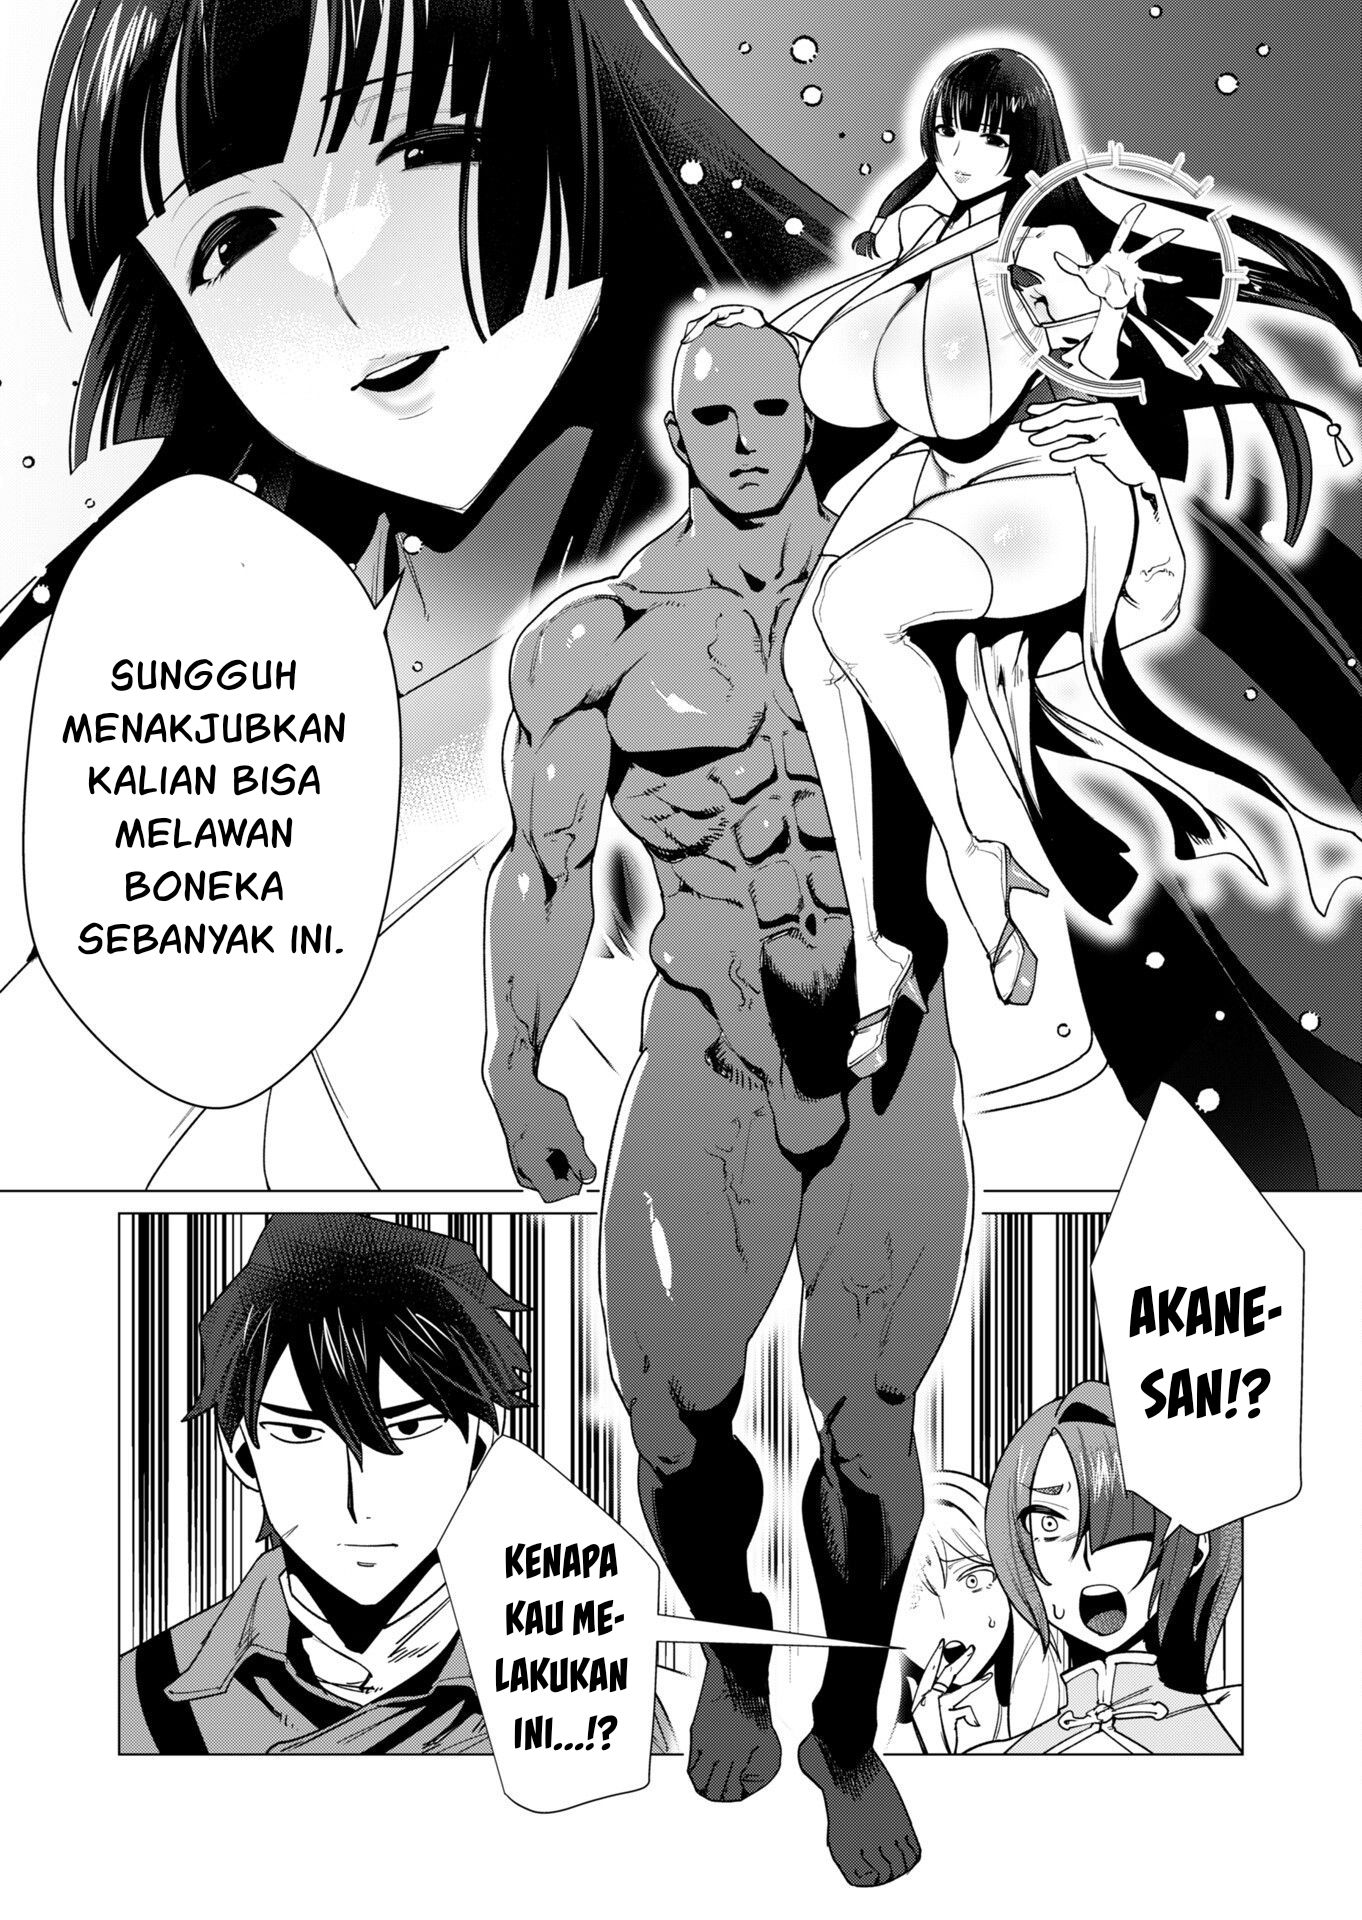 SUNGGUH
MENAKJUBKAN
KALIAN BISA
MELAWAN
BONEKA
SEBANYAK INI.
AKANE-
SAN!?
KENAPA
KAU ME-
LAKUKAN
INI...!?